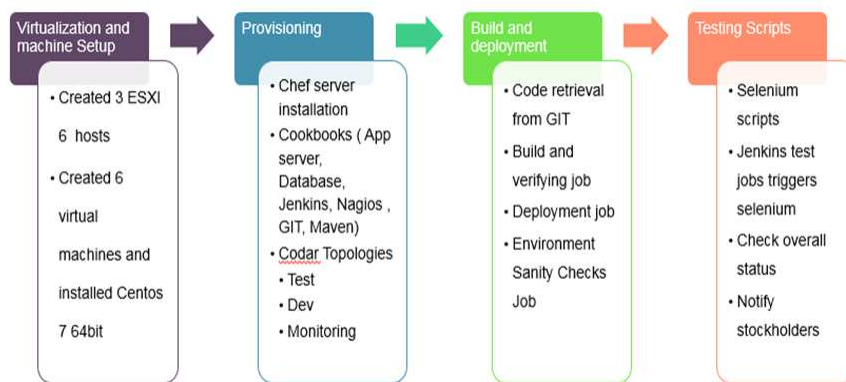 Virtualization and
machine Setup
• Created 3 ESXI
6 hosts
• Created 6
virtual
machines and
installed Centos
7 64bit
Provisioning
• Chef server
installation
• Cookbooks ( App
server,
Database,
Jenkins, Nagios ,
GIT, Maven)
• Codar Topologies
• Test
• Dev
• Monitoring
Build and
deployment
• Code retrieval
from GIT
• Build and
verifying job
• Deployment job
• Environment
Sanity Checks
Job
Testing Scripts
• Selenium
scripts
• Jenkins test
jobs triggers
selenium
• Check overall
status
• Notify
stockholders